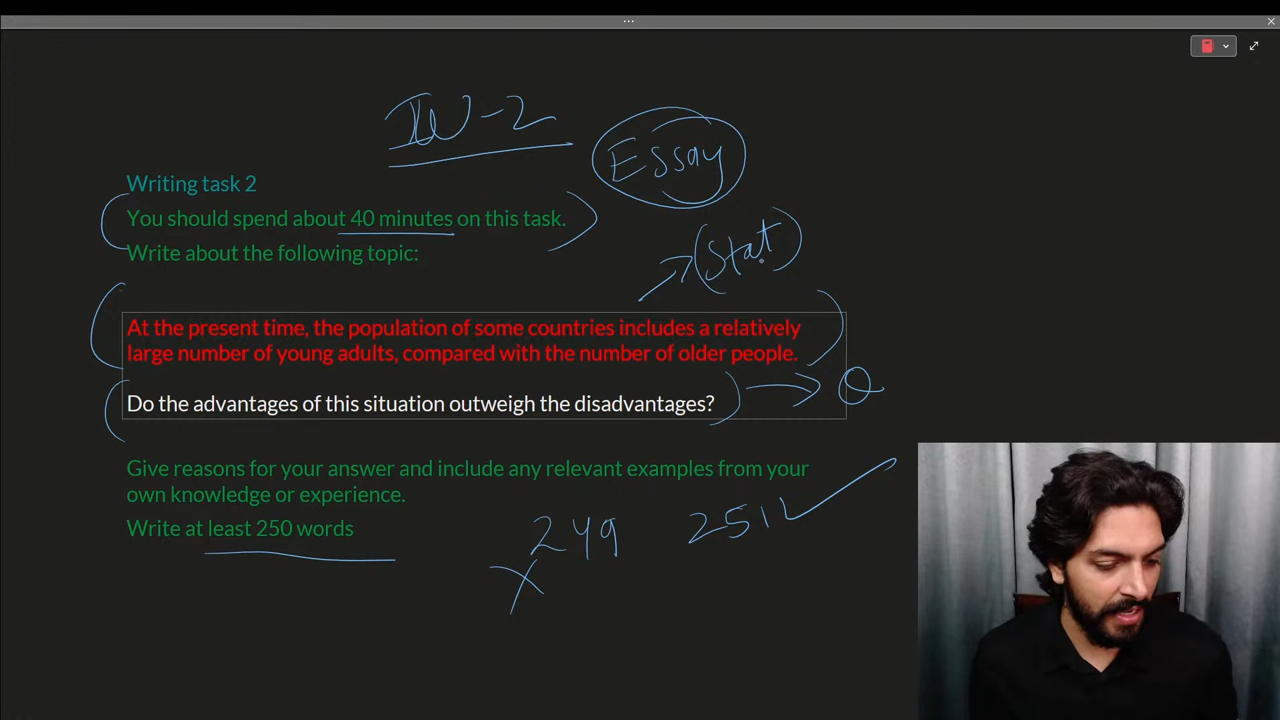 IW-2
Essay
Writing task 2
You should spend about 40 minutes on this task.
Write about the following topic:
(Stat)
At the present time, the population of some countries includes a relatively
large number of young adults, compared with the number of older people.
Do the advantages of this situation outweigh the disadvantages?
Q
Give reasons for your answer and include any relevant examples from your
own knowledge or experience.
Write at least 250 words
249 251